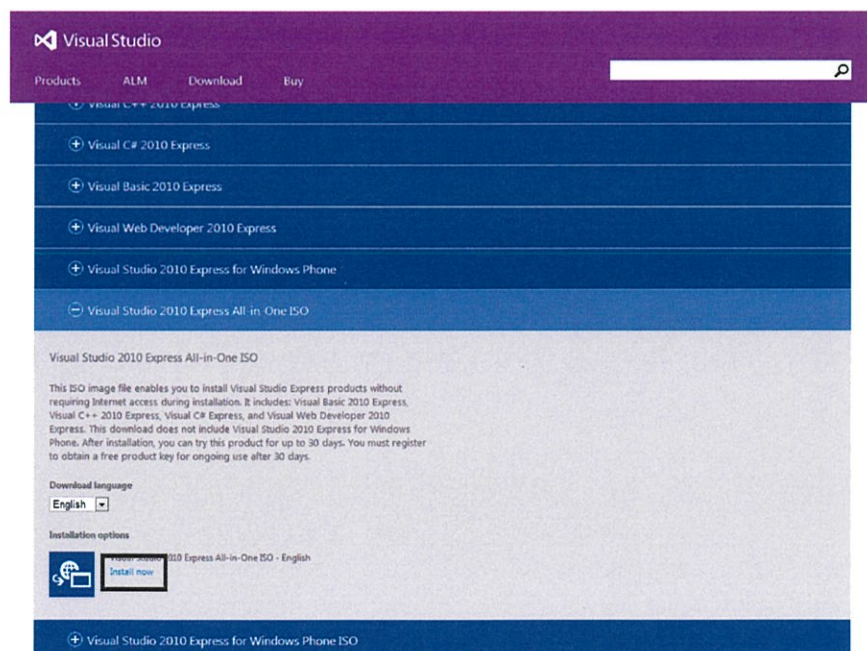 Visual Studio
Products ALM Download Buy
Visual C++ 2010 Express
Visual C# 2010 Express
Visual Basic 2010 Express
Visual Web Developer 2010 Express
Visual Studio 2010 Express for Windows Phone
Visual Studio 2010 Express All-in-One ISO
Visual Studio 2010 Express All-in-One ISO
This ISO image file enables you to install Visual Studio Express products without
requiring Internet access during installation. It includes: Visual Basic 2010 Express,
Visual C++ 2010 Express, Visual C# Express, and Visual Web Developer 2010
Express. This download does not include Visual Studio 2010 Express for Windows
Phone. After installation, you can try this product for up to 30 days. You must register
to obtain a free product key for ongoing use after 30 days.
Download language
English
Installation options
Visual Studio 2010 Express All-in-One ISO - English
Install now
Visual Studio 2010 Express for Windows Phone ISO